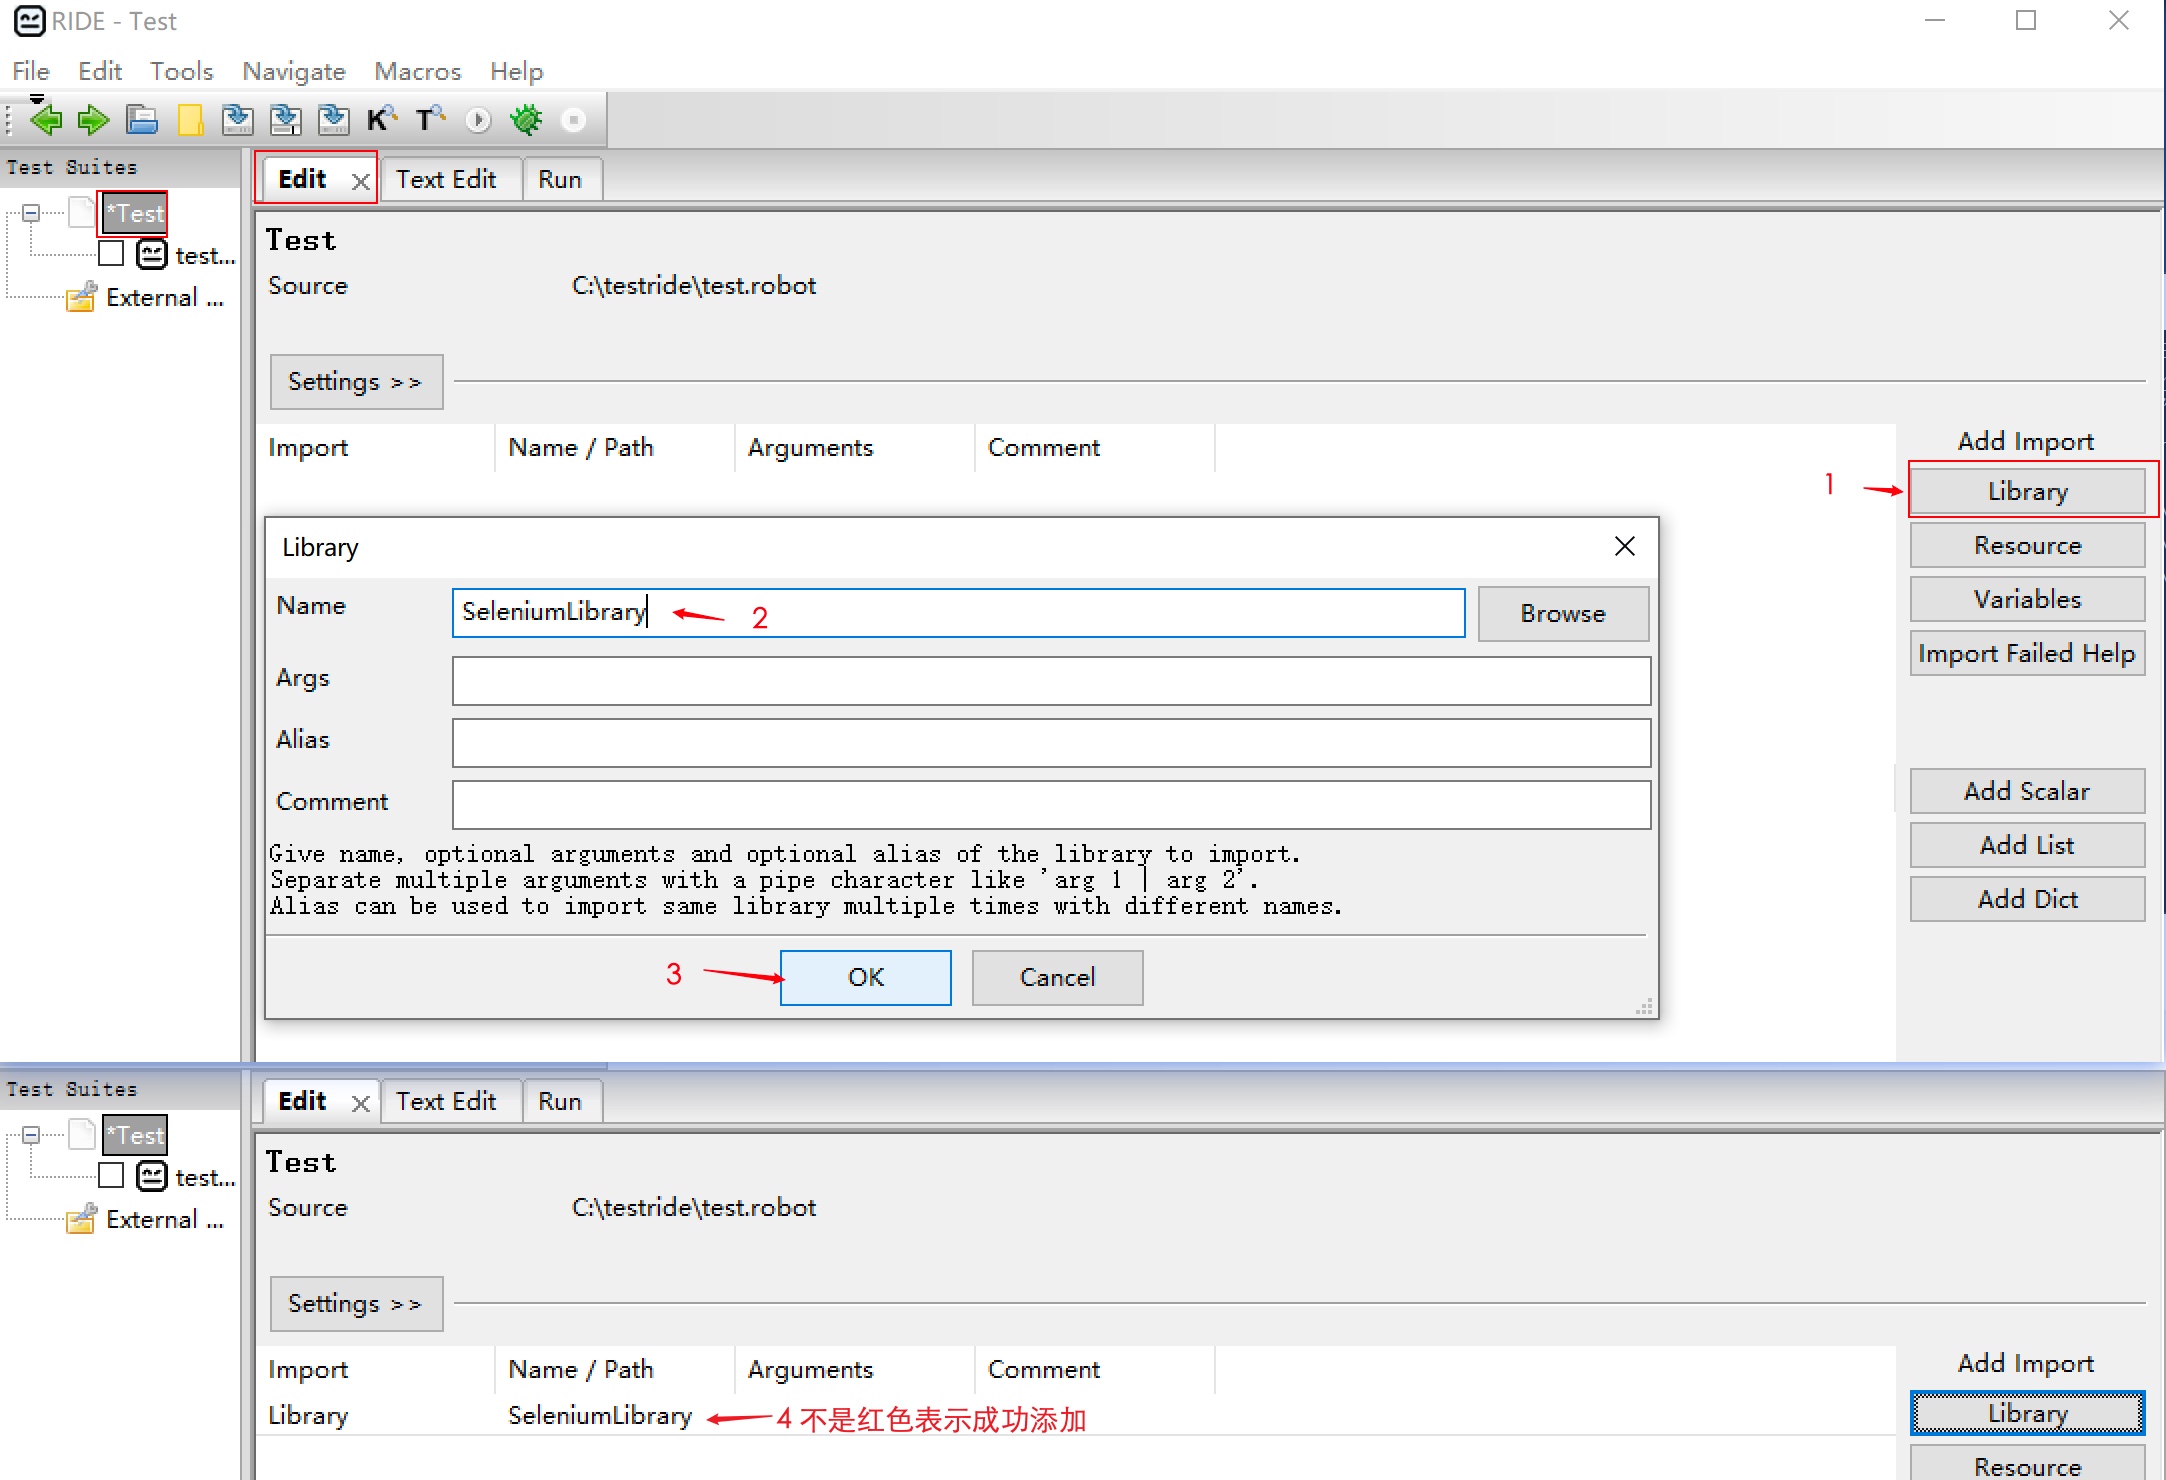 RIDE - Test
File Edit Tools Navigate Macros Help
K T
Test Suites
Edit Text Edit Run
*Test
test...
External ...
Test
Source C:\testride\test.robot
Settings >>
Import Name / Path Arguments Comment
Add Import
1 Library
Resource
Variables
Import Failed Help
Add Scalar
Add List
Add Dict
Library
Name SeleniumLibrary 2 Browse
Args
Alias
Comment
Give name, optional arguments and optional alias of the library to import.
Separate multiple arguments with a pipe character like 'arg 1 | arg 2'.
Alias can be used to import same library multiple times with different names.
3 OK Cancel
Test Suites
Edit Text Edit Run
*Test
test...
External ...
Test
Source C:\testride\test.robot
Settings >>
Import Name / Path Arguments Comment
Library SeleniumLibrary 4 不是红色表示成功添加
Add Import
Library
Resource